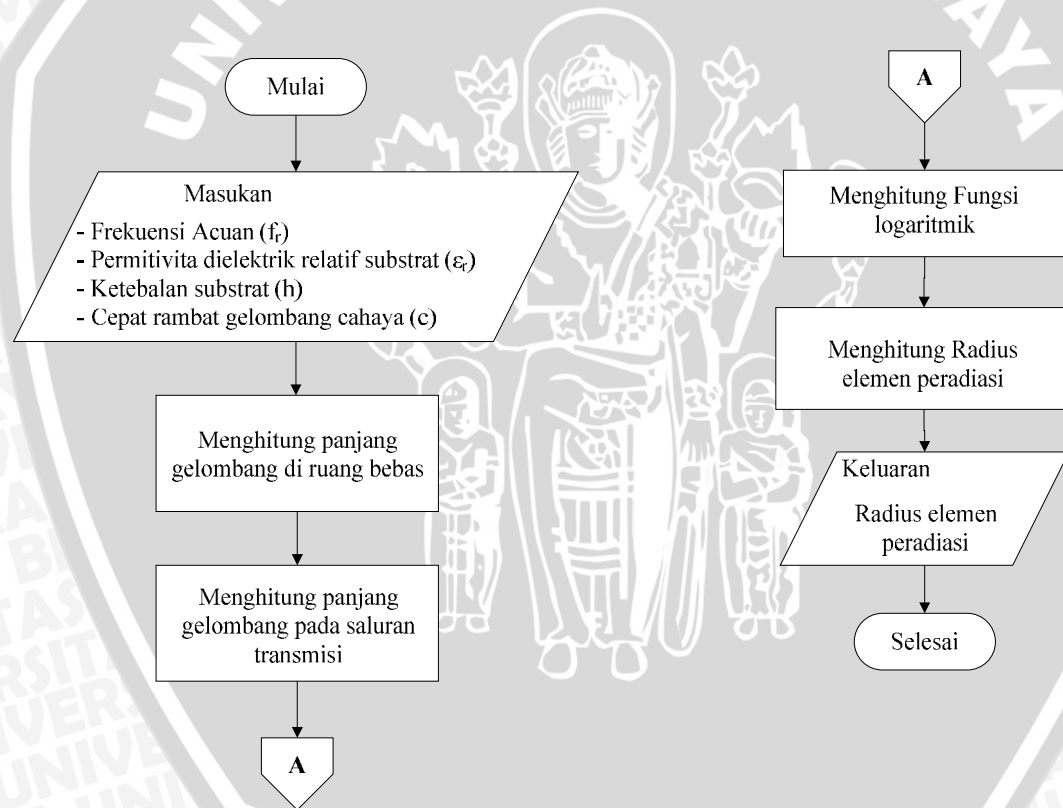 Mulai
Masukan
- Frekuensi Acuan (fr)
- Permitivita dielektrik relatif substrat (εr)
- Ketebalan substrat (h)
- Cepat rambat gelombang cahaya (c)
Menghitung panjang
gelombang di ruang bebas
Menghitung panjang
gelombang pada saluran
transmisi
A
A
Menghitung Fungsi
logaritmik
Menghitung Radius
elemen peradiasi
Keluaran
Radius elemen
peradiasi
Selesai